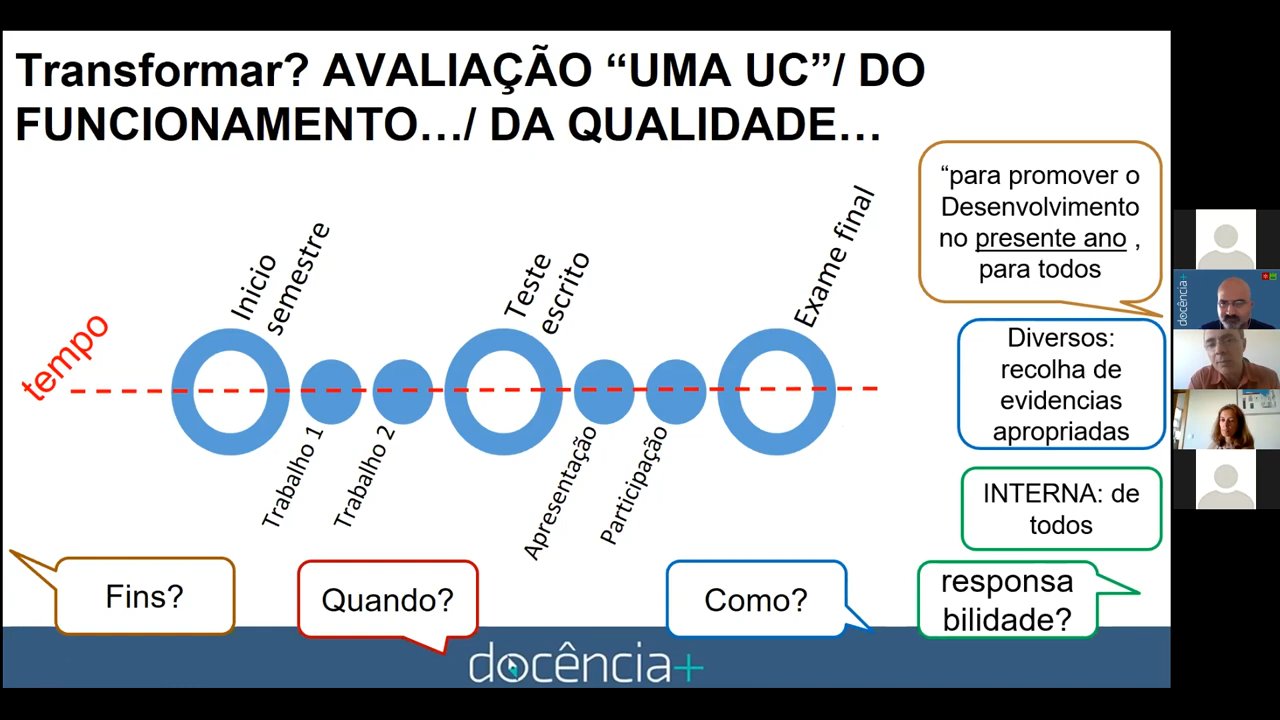 Transformar? AVALIAÇÃO “UMA UC”/ DO
FUNCIONAMENTO…/ DA QUALIDADE…
“para promover o
Desenvolvimento
no presente ano ,
para todos
Inicio
semestre
Teste
escrito
Exame final
tempo
Trabalho 1
Trabalho 2
Apresentação
Participação
Diversos:
recolha de
evidencias
apropriadas
INTERNA: de
todos
Fins?
Quando?
Como?
responsa
bilidade?
docência+
docência+